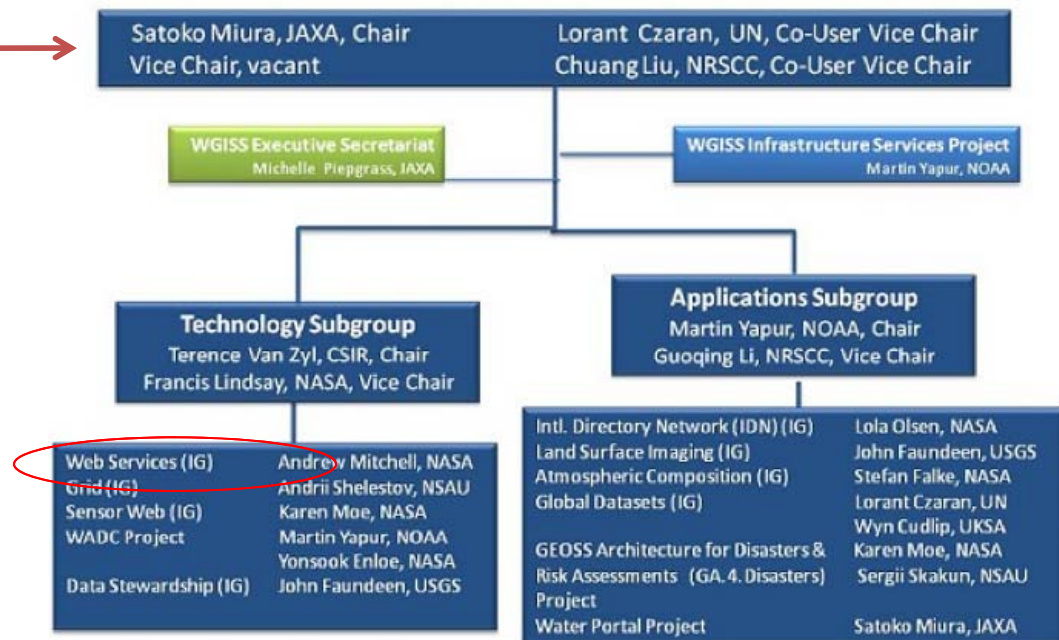 Satoko Miura, JAXA, Chair
Vice Chair, vacant
Lorant Czaran, UN, Co-User Vice Chair
Chuang Liu, NRSCC, Co-User Vice Chair
WGISS Executive Secretariat
Michelle Piepgrass, JAXA
WGISS Infrastructure Services Project
Martin Yapur, NOAA
Technology Subgroup
Terence Van Zyl, CSIR, Chair
Francis Lindsay, NASA, Vice Chair
Applications Subgroup
Martin Yapur, NOAA, Chair
Guoqing Li, NRSCC, Vice Chair
Web Services (IG) Andrew Mitchell, NASA
Grid (IG) Andrii Shelestov, NSAU
Sensor Web (IG) Karen Moe, NASA
WADC Project Martin Yapur, NOAA
Yonsook Enloe, NASA
Data Stewardship (IG) John Faundeen, USGS
Intl. Directory Network (IDN) (IG) Lola Olsen, NASA
Land Surface Imaging (IG) John Faundeen, USGS
Atmospheric Composition (IG) Stefan Falke, NASA
Global Datasets (IG) Lorant Czaran, UN
Wyn Cudlip, UKSA
GEOSS Architecture for Disasters & Karen Moe, NASA
Risk Assessments (GA.4.Disasters) Sergii Skakun, NSAU
Project
Water Portal Project Satoko Miura, JAXA